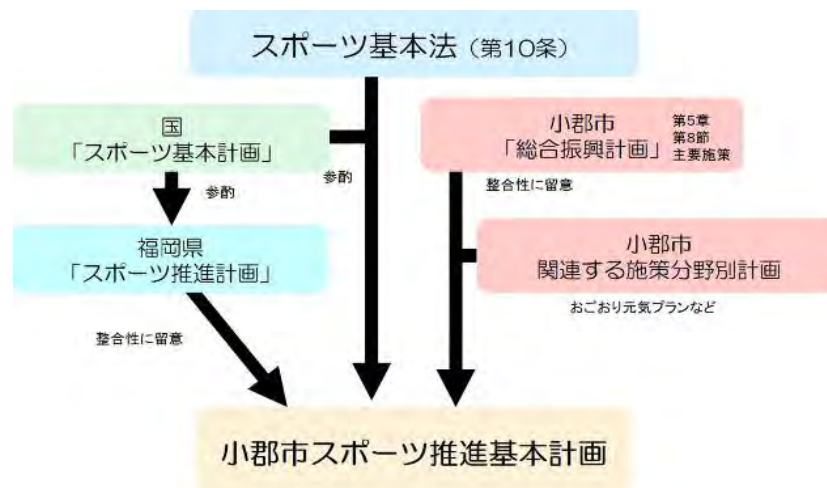 スポーツ基本法（第10条）
国
「スポーツ基本計画」
参酌
参酌
福岡県
「スポーツ推進計画」
整合性に留意
小郡市
「総合振興計画」
第5章
第8節
主要施策
整合性に留意
小郡市
関連する施策分野別計画
おごおり元気プランなど
小郡市スポーツ推進基本計画